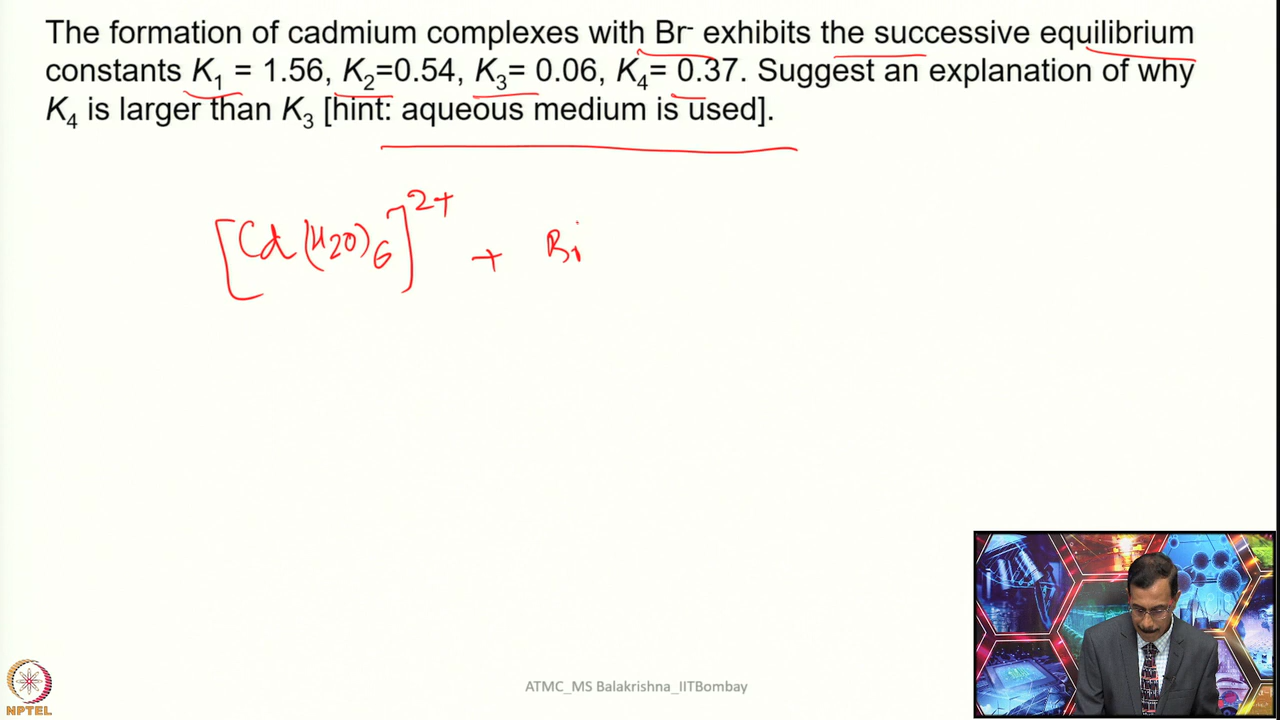 The formation of cadmium complexes with Br⁻ exhibits the successive equilibrium
constants K₁ = 1.56, K₂=0.54, K₃= 0.06, K₄= 0.37. Suggest an explanation of why
K₄ is larger than K₃ [hint: aqueous medium is used].
[Cd(H₂O)₆]²⁺ + Br
ATMC_MS Balakrishna_IITBombay
NPTEL